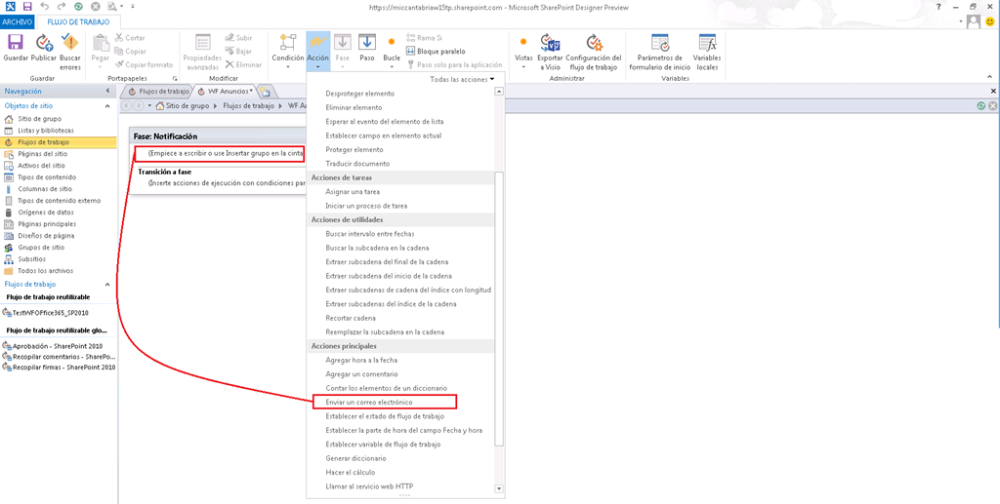 https://miccantabriaw15tp.sharepoint.com - Microsoft SharePoint Designer Preview
ARCHIVO
FLUJO DE TRABAJO
Guardar
Publicar
Buscar errores
Guardar
Pegar
Cortar
Copiar
Copiar formato
Portapapeles
Propiedades avanzadas
Subir
Bajar
Eliminar
Modificar
Condición
Acción
Fase
Paso
Bucle
Rama Si
Bloque paralelo
Paso solo para la aplicación
Vistas
Exportar a Visio
Configuración del flujo de trabajo
Administrar
Parámetros de formulario de inicio
Variables locales
Variables
Navegación
Objetos de sitio
Sitio de grupo
Listas y bibliotecas
Flujos de trabajo
Páginas del sitio
Activos del sitio
Tipos de contenido
Columnas de sitio
Tipos de contenido externo
Orígenes de datos
Páginas principales
Diseños de página
Grupos de sitio
Subsitios
Todos los archivos
Flujos de trabajo
Flujo de trabajo reutilizable
TestWFOffice365_SP2010
Flujo de trabajo reutilizable glo...
Aprobación - SharePoint 2010
Recopilar comentarios - SharePo...
Recopilar firmas - SharePoint 2010
Flujos de trabajo
WF Anuncios *
Sitio de grupo
Flujos de trabajo
WF Anu
Fase: Notificación
(Empiece a escribir o use Insertar grupo en la cinta
Transición a fase
(Inserte acciones de ejecución con condiciones par
Todas las acciones
Desproteger elemento
Eliminar elemento
Esperar al evento del elemento de lista
Establecer campo en elemento actual
Proteger elemento
Traducir documento
Acciones de tareas
Asignar una tarea
Iniciar un proceso de tarea
Acciones de utilidades
Buscar intervalo entre fechas
Buscar la subcadena en la cadena
Extraer subcadena del final de la cadena
Extraer subcadena del inicio de la cadena
Extraer subcadenas de cadena del índice con longitud
Extraer subcadenas del índice de la cadena
Recortar cadena
Reemplazar la subcadena en la cadena
Acciones principales
Agregar hora a la fecha
Agregar un comentario
Contar los elementos de un diccionario
Enviar un correo electrónico
Establecer el estado de flujo de trabajo
Establecer la parte de hora del campo Fecha y hora
Establecer variable de flujo de trabajo
Generar diccionario
Hacer el cálculo
Llamar al servicio web HTTP